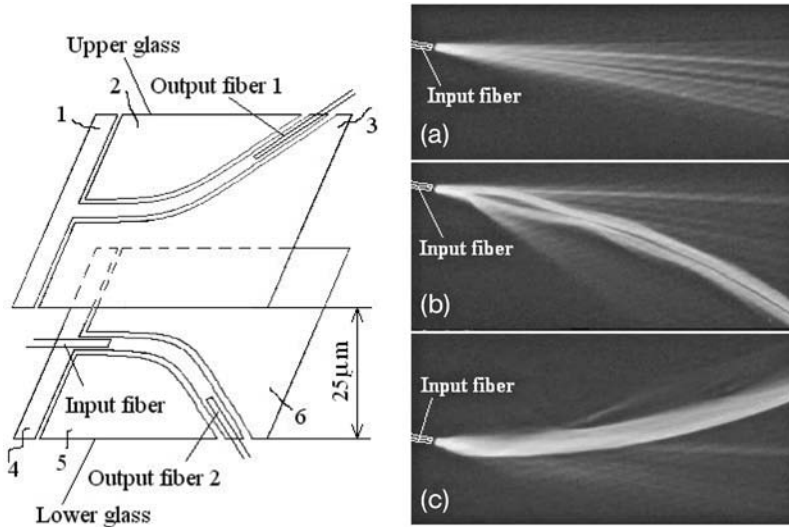 Upper glass
2
Output fiber 1
1
3
Input fiber
25μm
6
4
5
Output fiber 2
Lower glass
Input fiber
(a)
Input fiber
(b)
Input fiber
(c)